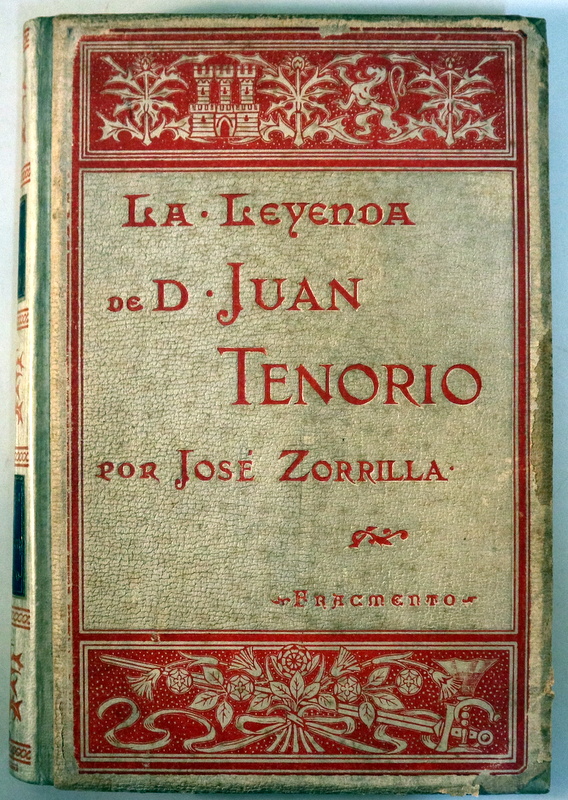 La · Leyenda
de D · Juan
Tenorio
por José Zorrilla ·
Fragmento